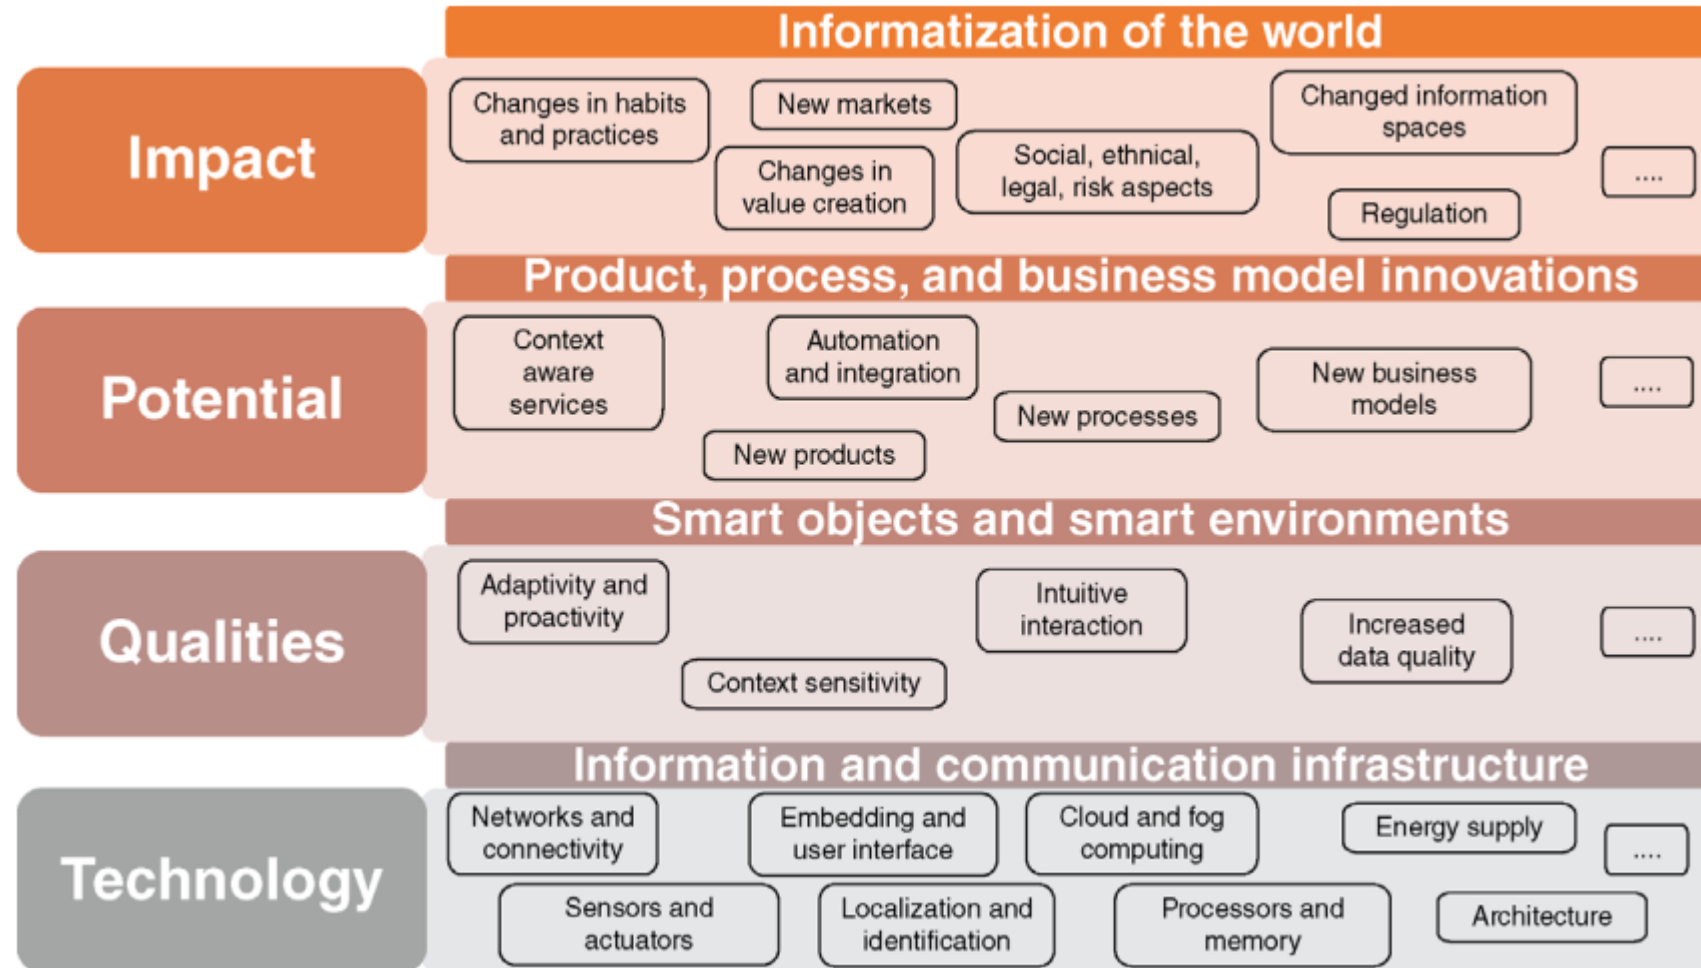 Informatization of the world
Impact
Changes in habits
and practices
New markets
Changes in
value creation
Social, ethnical,
legal, risk aspects
Changed information
spaces
Regulation
....
Product, process, and business model innovations
Potential
Context
aware
services
Automation
and integration
New products
New processes
New business
models
....
Smart objects and smart environments
Qualities
Adaptivity and
proactivity
Context sensitivity
Intuitive
interaction
Increased
data quality
....
Information and communication infrastructure
Technology
Networks and
connectivity
Embedding and
user interface
Cloud and fog
computing
Energy supply
....
Sensors and
actuators
Localization and
identification
Processors and
memory
Architecture